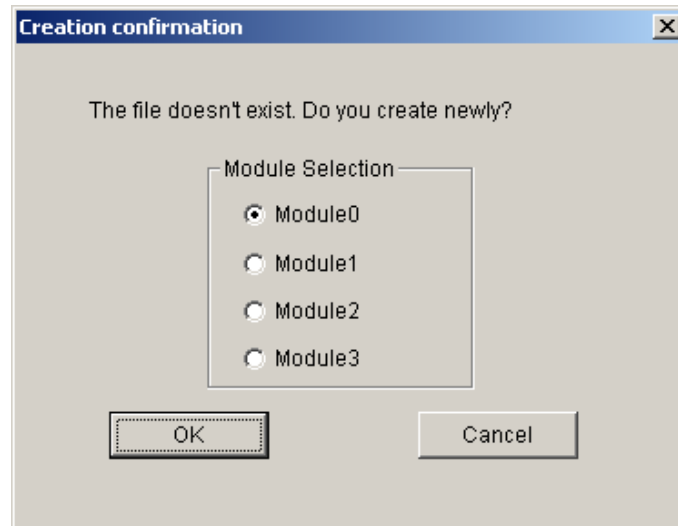 Creation confirmation
The file doesn't exist. Do you create newly?
Module Selection
Module0
Module1
Module2
Module3
OK
Cancel